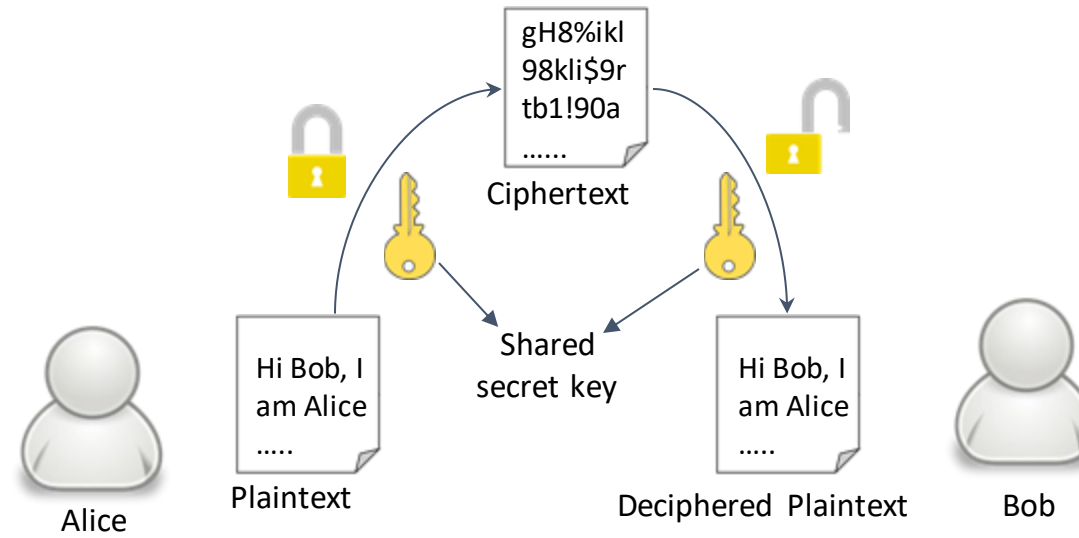 gH8%ikl
98kli$9r
tb1!90a
......
Ciphertext
Shared
secret key
Hi Bob, I
am Alice
.....
Plaintext
Alice
Hi Bob, I
am Alice
.....
Deciphered Plaintext
Bob